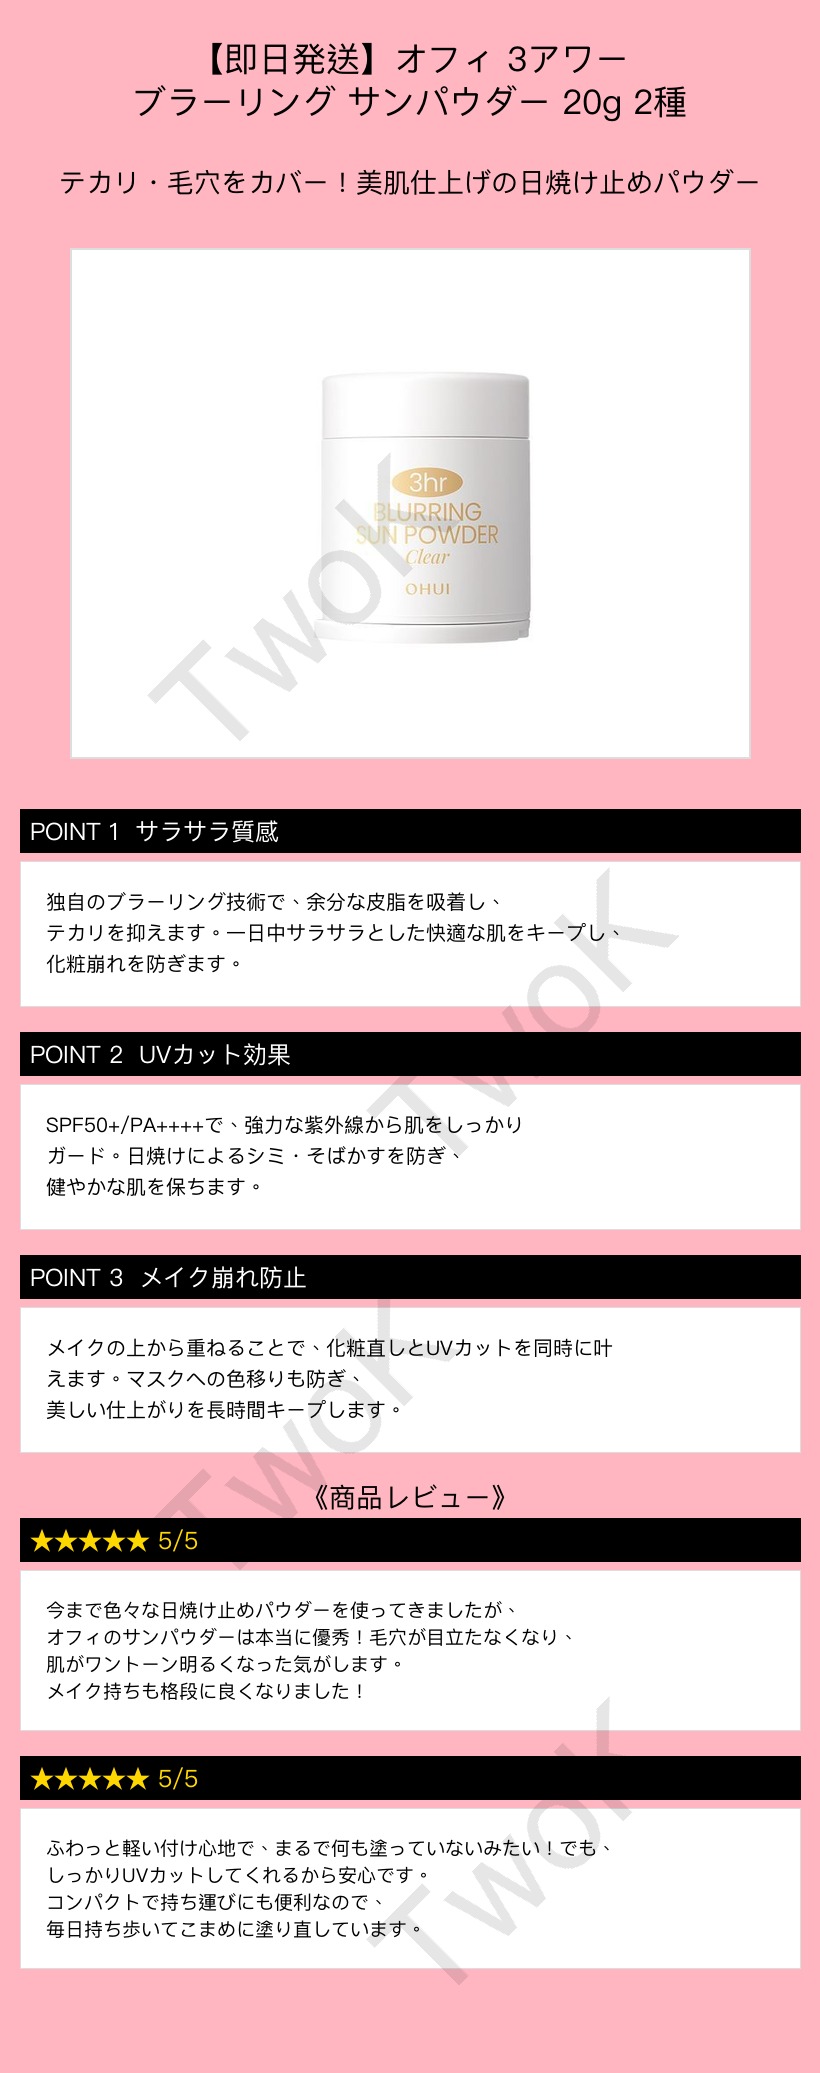 【即日発送】オフィ 3アワー
ブラーリング サンパウダー 20g 2種
テカリ・毛穴をカバー！美肌仕上げの日焼け止めパウダー
3hr
BLURRING
SUN POWDER
Clear
OHUI
TwoK
POINT 1 サラサラ質感
独自のブラーリング技術で、余分な皮脂を吸着し、
テカリを抑えます。一日中サラサラとした快適な肌をキープし、
化粧崩れを防ぎます。
TwoK
POINT 2 UVカット効果
SPF50+/PA++++で、強力な紫外線から肌をしっかり
ガード。日焼けによるシミ・そばかすを防ぎ、
健やかな肌を保ちます。
POINT 3 メイク崩れ防止
メイクの上から重ねることで、化粧直しとUVカットを同時に叶
えます。マスクへの色移りも防ぎ、
美しい仕上がりを長時間キープします。
TwoK
《商品レビュー》
★★★★★ 5/5
今まで色々な日焼け止めパウダーを使ってきましたが、
オフィのサンパウダーは本当に優秀！毛穴が目立たなくなり、
肌がワントーン明るくなった気がします。
メイク持ちも格段に良くなりました！
★★★★★ 5/5
ふわっと軽い付け心地で、まるで何も塗っていないみたい！でも、
しっかりUVカットしてくれるから安心です。
コンパクトで持ち運びにも便利なので、
毎日持ち歩いてこまめに塗り直しています。
TwoK